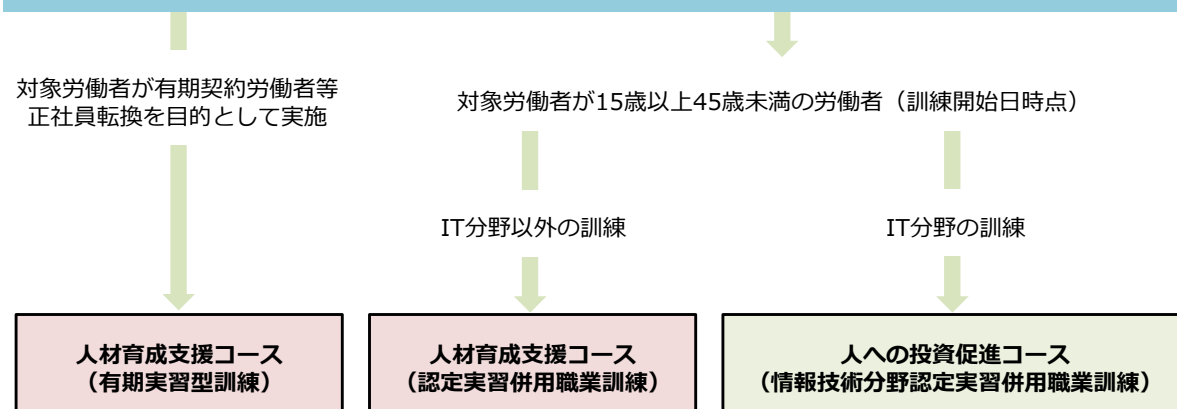 対象労働者が有期契約労働者等
正社員転換を目的として実施
対象労働者が15歳以上45歳未満の労働者（訓練開始日時点）
IT分野以外の訓練
IT分野の訓練
人材育成支援コース
（有期実習型訓練）
人材育成支援コース
（認定実習併用職業訓練）
人への投資促進コース
（情報技術分野認定実習併用職業訓練）